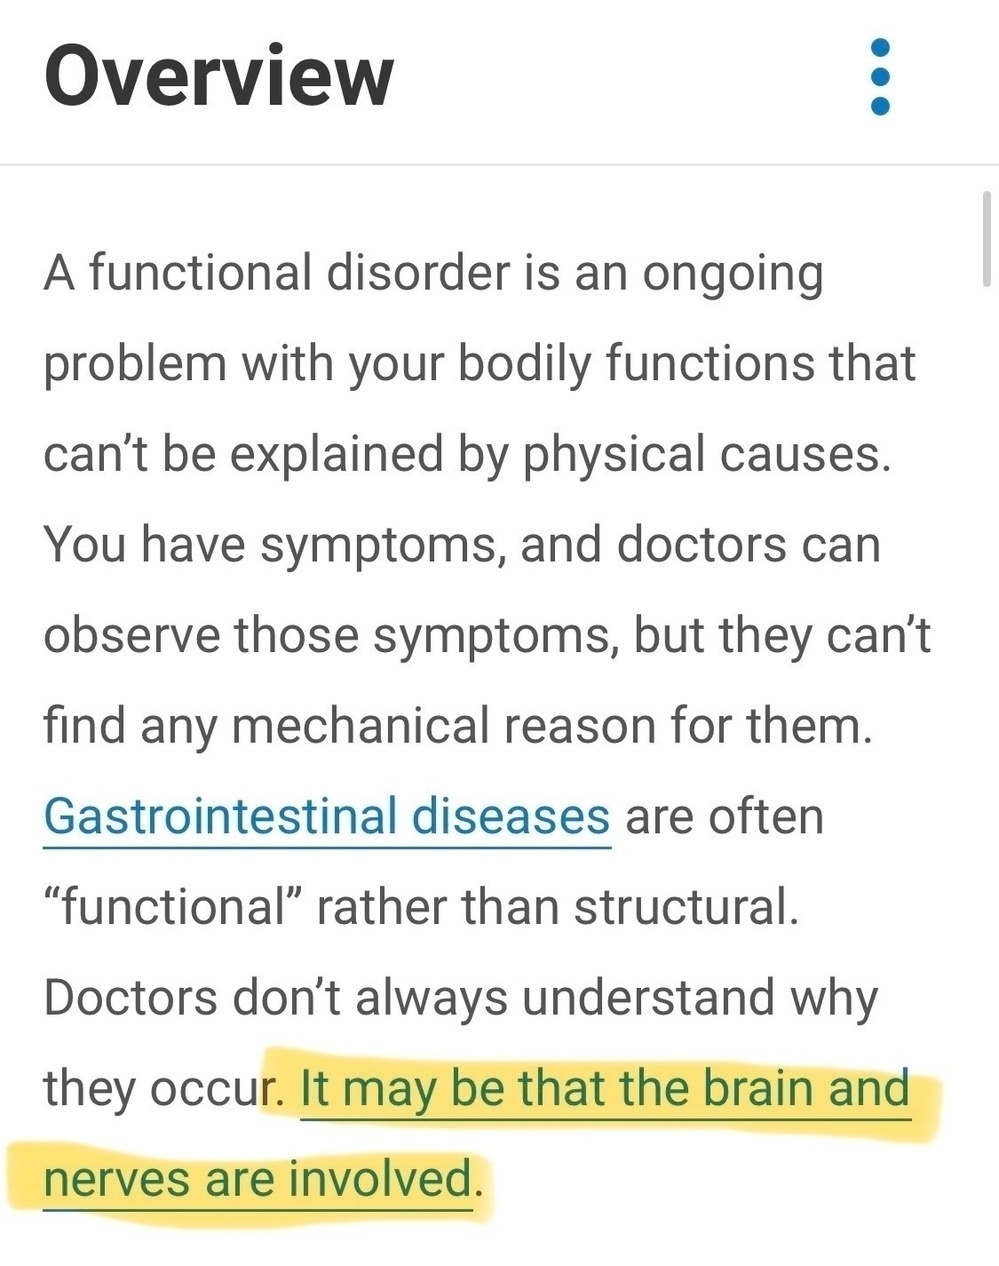 Overview
A functional disorder is an ongoing
problem with your bodily functions that
can’t be explained by physical causes.
You have symptoms, and doctors can
observe those symptoms, but they can’t
find any mechanical reason for them.
Gastrointestinal diseases are often
“functional” rather than structural.
Doctors don’t always understand why
they occur. It may be that the brain and
nerves are involved.